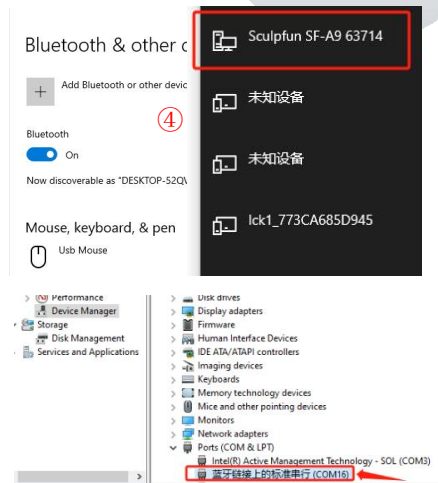 Bluetooth & other d
Add Bluetooth or other devic
④
Bluetooth
On
Now discoverable as "DESKTOP-52QV
Mouse, keyboard, & pen
Usb Mouse
Sculpfun SF-A9 63714
未知设备
未知设备
lck1_773CA685D945
Performance
Device Manager
Storage
Disk Management
Services and Applications
Disk drives
Display adapters
Firmware
Human Interface Devices
IDE ATA/ATAPI controllers
Imaging devices
Keyboards
Memory technology devices
Mice and other pointing devices
Monitors
Network adapters
Ports (COM & LPT)
Intel(R) Active Management Technology - SOL (COM3)
蓝牙链接上的标准串行 (COM16)